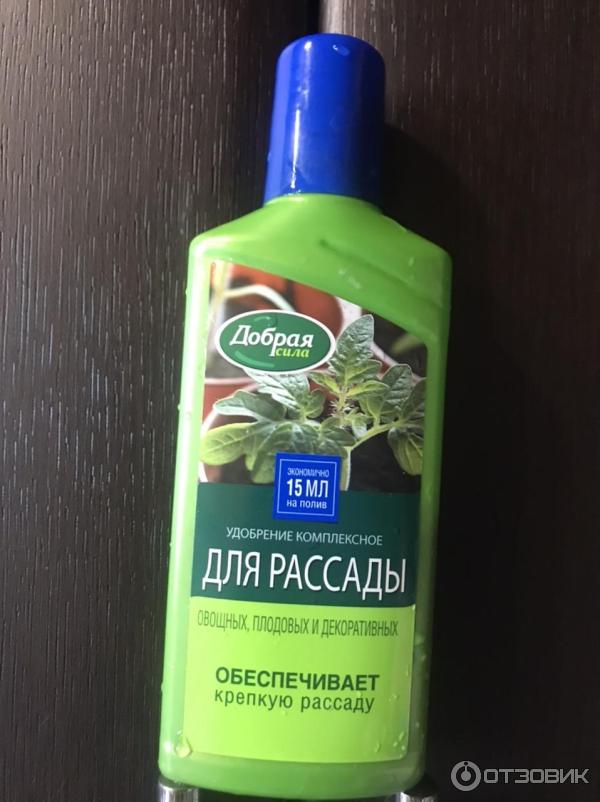 Добрая
сила
ЭКОНОМИЧНО
15 МЛ
на полив
УДОБРЕНИЕ КОМПЛЕКСНОЕ
ДЛЯ РАССАДЫ
ОВОЩНЫХ, ПЛОДОВЫХ И ДЕКОРАТИВНЫХ
ОБЕСПЕЧИВАЕТ
крепкую рассаду
ОТЗОВИК